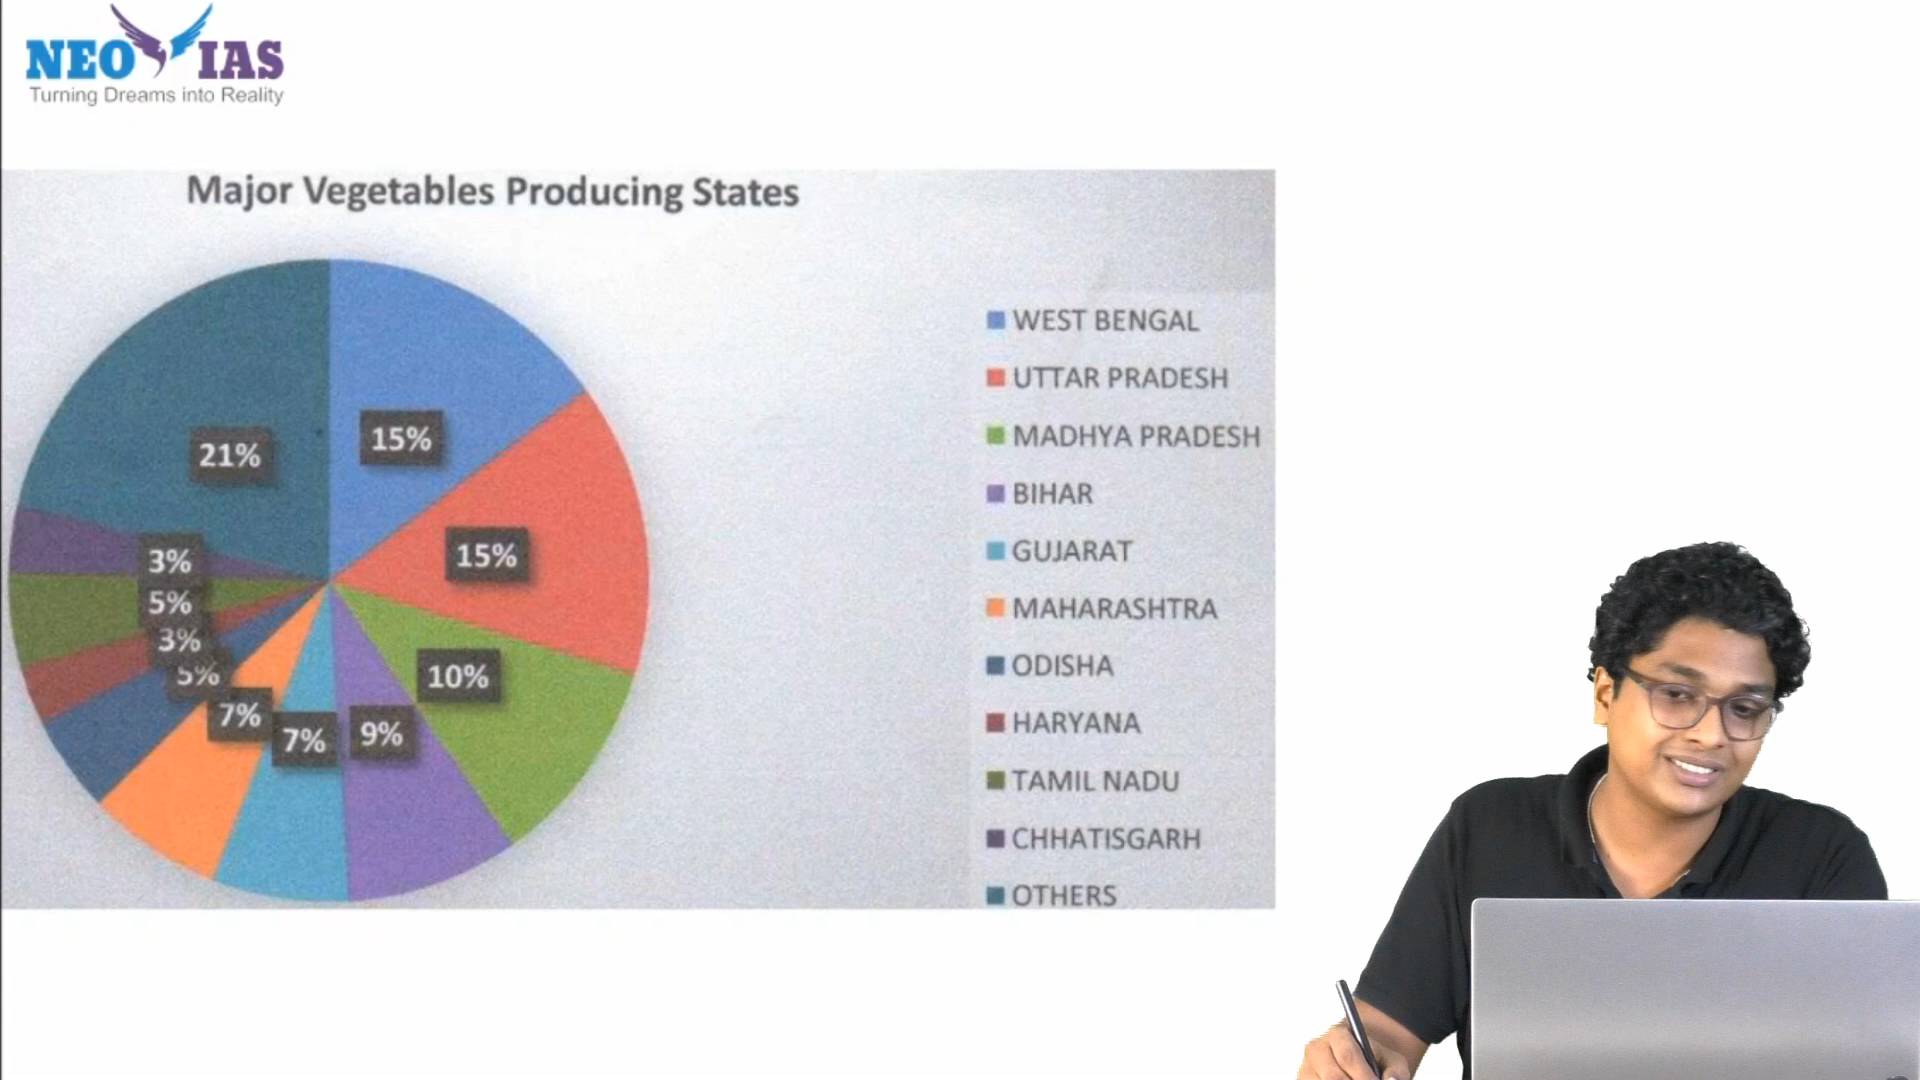 NEO IAS
Turning Dreams into Reality
Major Vegetables Producing States
21%
15%
15%
3%
5%
3%
5%
7%
7%
9%
10%
WEST BENGAL
UTTAR PRADESH
MADHYA PRADESH
BIHAR
GUJARAT
MAHARASHTRA
ODISHA
HARYANA
TAMIL NADU
CHHATISGARH
OTHERS